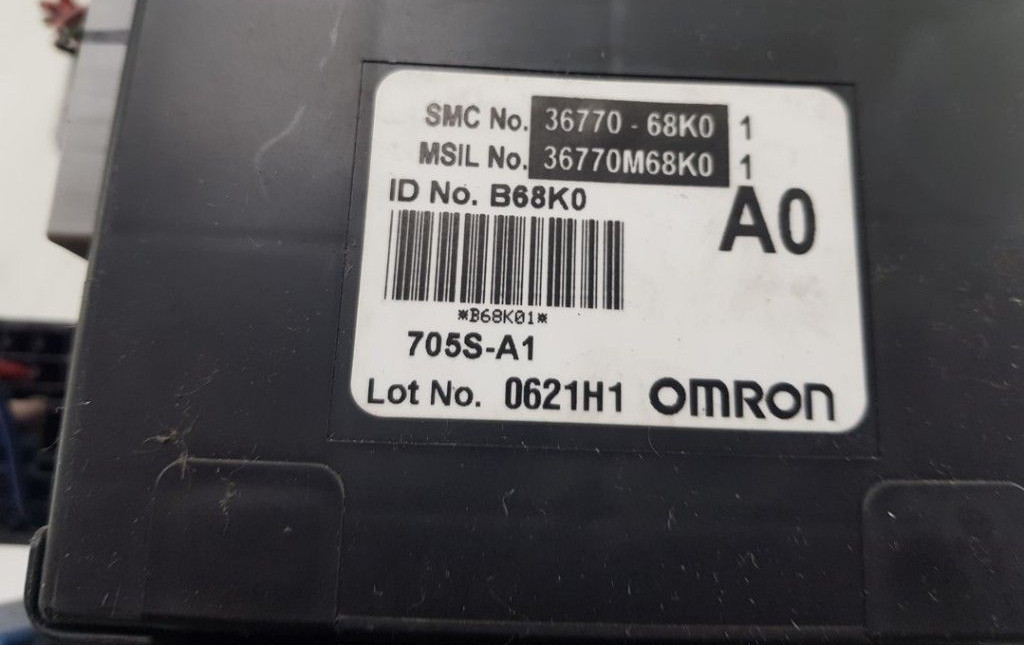 SMC No. 36770 - 68K0 1
MSIL No. 36770M68K0 1
ID No. B68K0
A0
*B68K01*
705S-A1
Lot No. 0621H1 OMRON